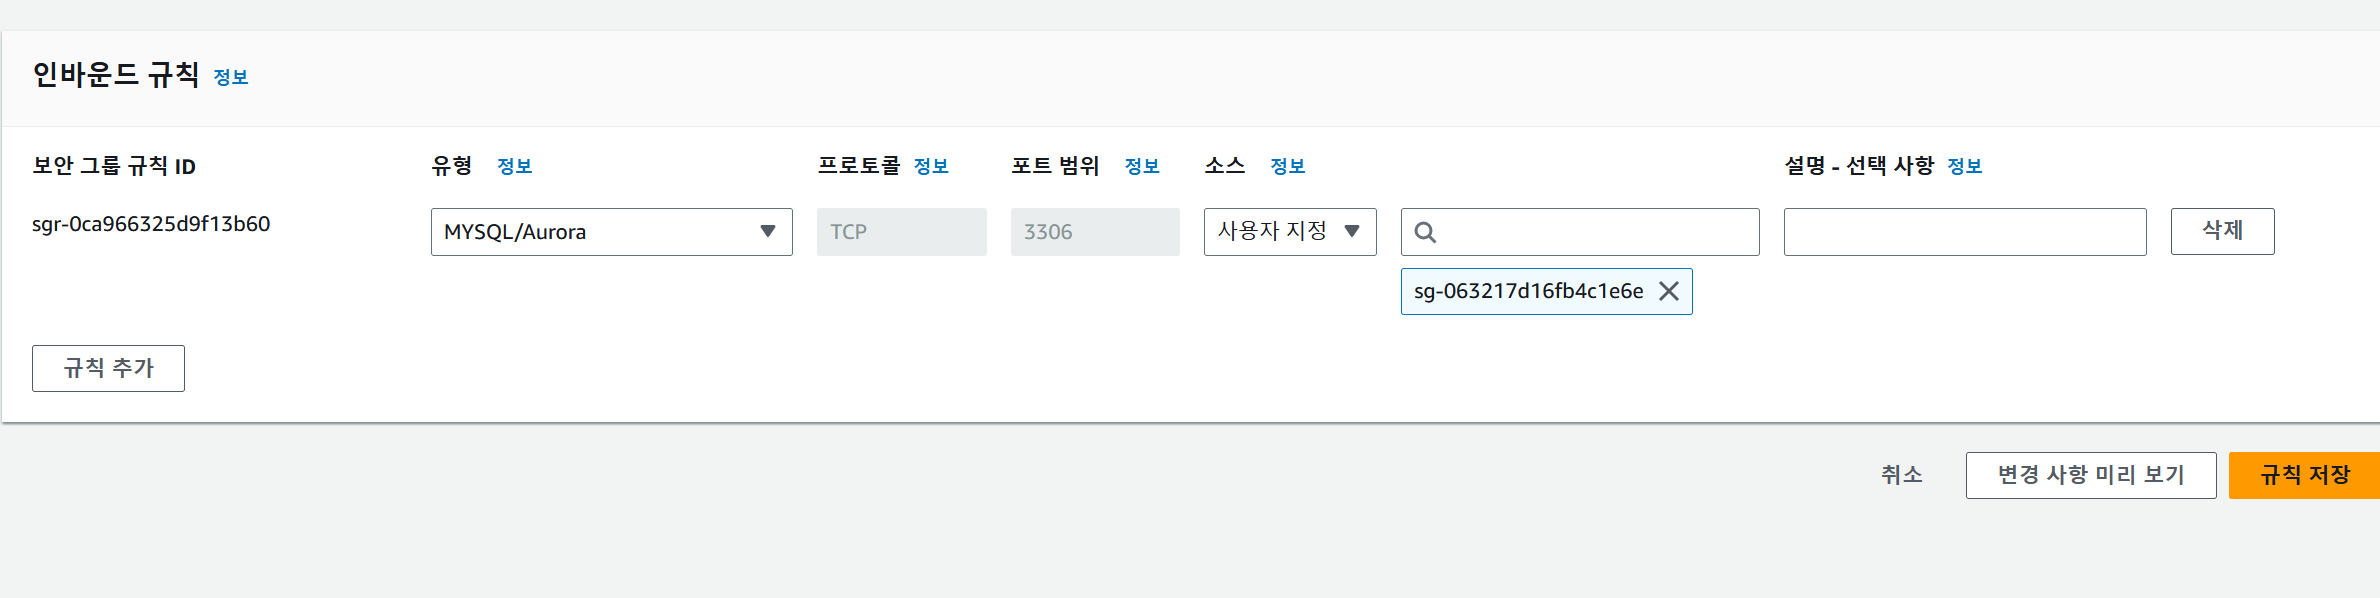 인바운드 규칙 정보
보안 그룹 규칙 ID 유형 정보 프로토콜 정보 포트 범위 정보 소스 정보 설명 - 선택 사항 정보
sgr-0ca966325d9f13b60 MYSQL/Aurora TCP 3306 사용자 지정 삭제
sg-063217d16fb4c1e6e
규칙 추가
취소 변경 사항 미리 보기 규칙 저장